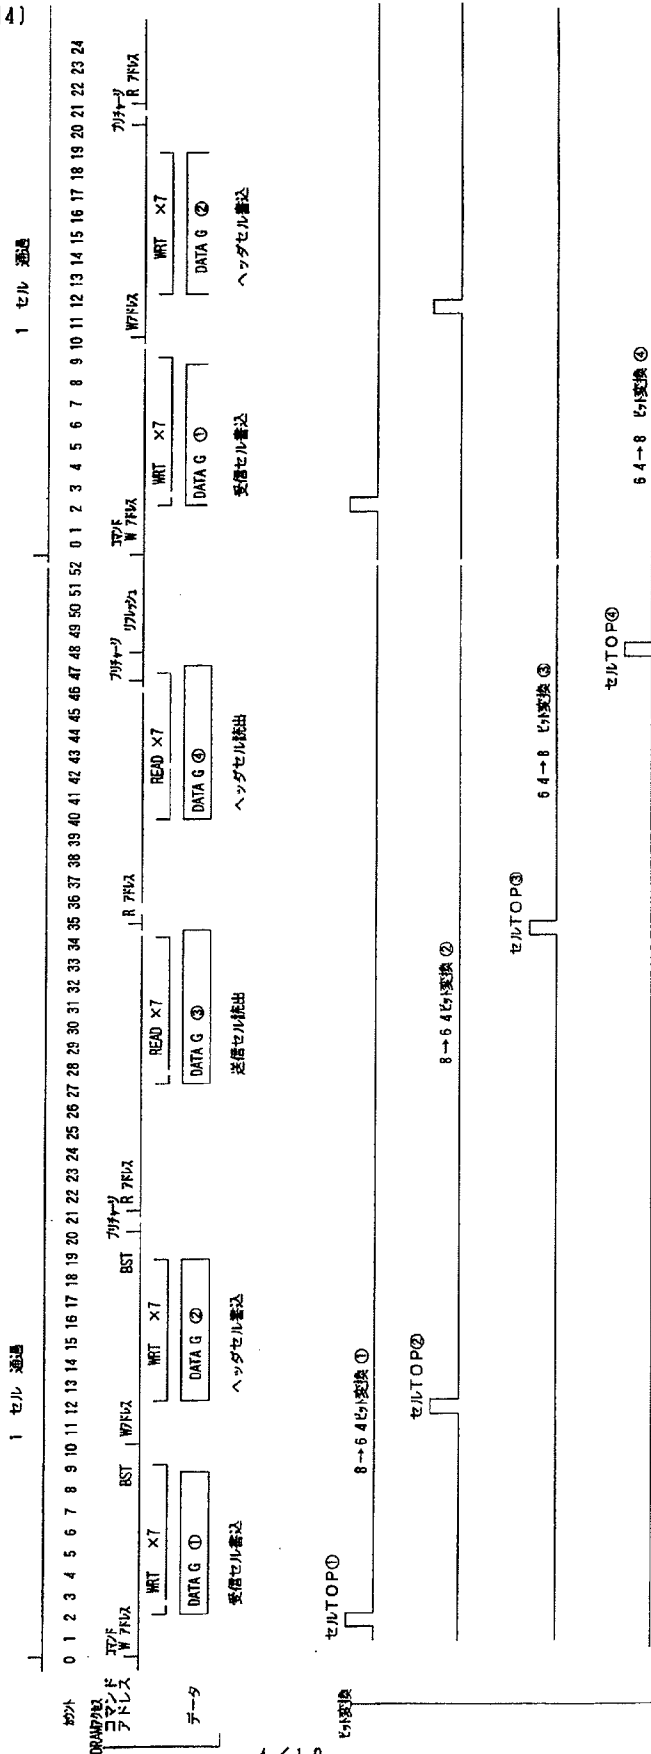 14)
1 セル 通過
1 セル 通過
カウント 0 1 2 3 4 5 6 7 8 9 10 11 12 13 14 15 16 17 18 19 20 21 22 23 24 25 26 27 28 29 30 31 32 33 34 35 36 37 38 39 40 41 42 43 44 45 46 47 48 49 50 51 52 0 1 2 3 4 5 6 7 8 9 10 11 12 13 14 15 16 17 18 19 20 21 22 23 24
DRAMアクセス
コマンド
アドレス
コマンド
W アドレス
BST
Wアドレス
BST
プリチャージ
R アドレス
R アドレス
プリチャージ
リフレッシュ
コマンド
W アドレス
Wアドレス
プリチャージ
R アドレス
WRT ×7
WRT ×7
READ ×7
READ ×7
WRT ×7
WRT ×7
データ
DATA G ①
DATA G ②
DATA G ③
DATA G ④
DATA G ①
DATA G ②
受信セル書込
ヘッダセル書込
送信セル読出
ヘッダセル読出
受信セル書込
ヘッダセル書込
ビット変換
セルTOP①
8→64ビット変換 ①
セルTOP②
8→64ビット変換 ②
セルTOP③
64→8 ビット変換 ③
セルTOP④
64→8 ビット変換 ④